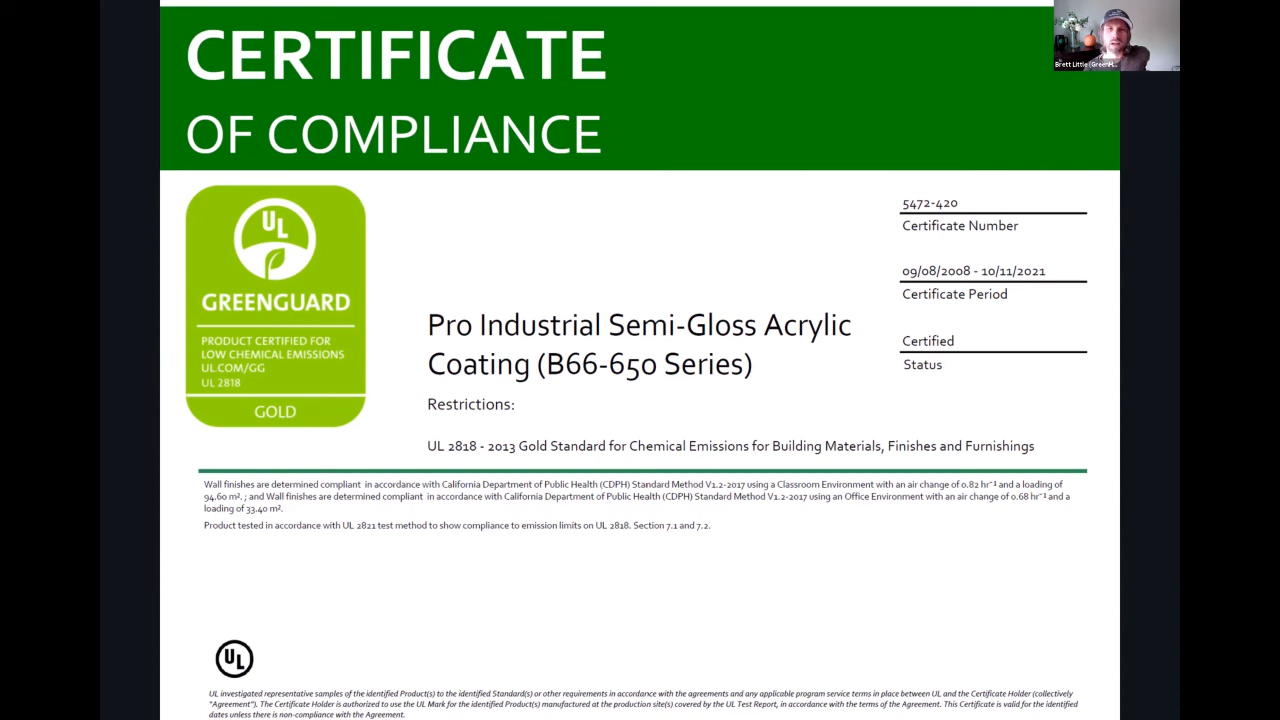 CERTIFICATE
OF COMPLIANCE
Brett Little (GreenH...
UL
GREENGUARD
PRODUCT CERTIFIED FOR
LOW CHEMICAL EMISSIONS
UL.COM/GG
UL 2818
GOLD
5472-420
Certificate Number
09/08/2008 - 10/11/2021
Certificate Period
Certified
Status
Pro Industrial Semi-Gloss Acrylic
Coating (B66-650 Series)
Restrictions:
UL 2818 - 2013 Gold Standard for Chemical Emissions for Building Materials, Finishes and Furnishings
Wall finishes are determined compliant in accordance with California Department of Public Health (CDPH) Standard Method V1.2-2017 using a Classroom Environment with an air change of 0.82 hr⁻¹ and a loading of
94.60 m². ; and Wall finishes are determined compliant in accordance with California Department of Public Health (CDPH) Standard Method V1.2-2017 using an Office Environment with an air change of 0.68 hr⁻¹ and a
loading of 33.40 m².
Product tested in accordance with UL 2821 test method to show compliance to emission limits on UL 2818. Section 7.1 and 7.2.
UL
UL investigated representative samples of the identified Product(s) to the identified Standard(s) or other requirements in accordance with the agreements and any applicable program service terms in place between UL and the Certificate Holder (collectively
"Agreement"). The Certificate Holder is authorized to use the UL Mark for the identified Product(s) manufactured at the production site(s) covered by the UL Test Report, in accordance with the terms of the Agreement. This Certificate is valid for the identified
dates unless there is non-compliance with the Agreement.